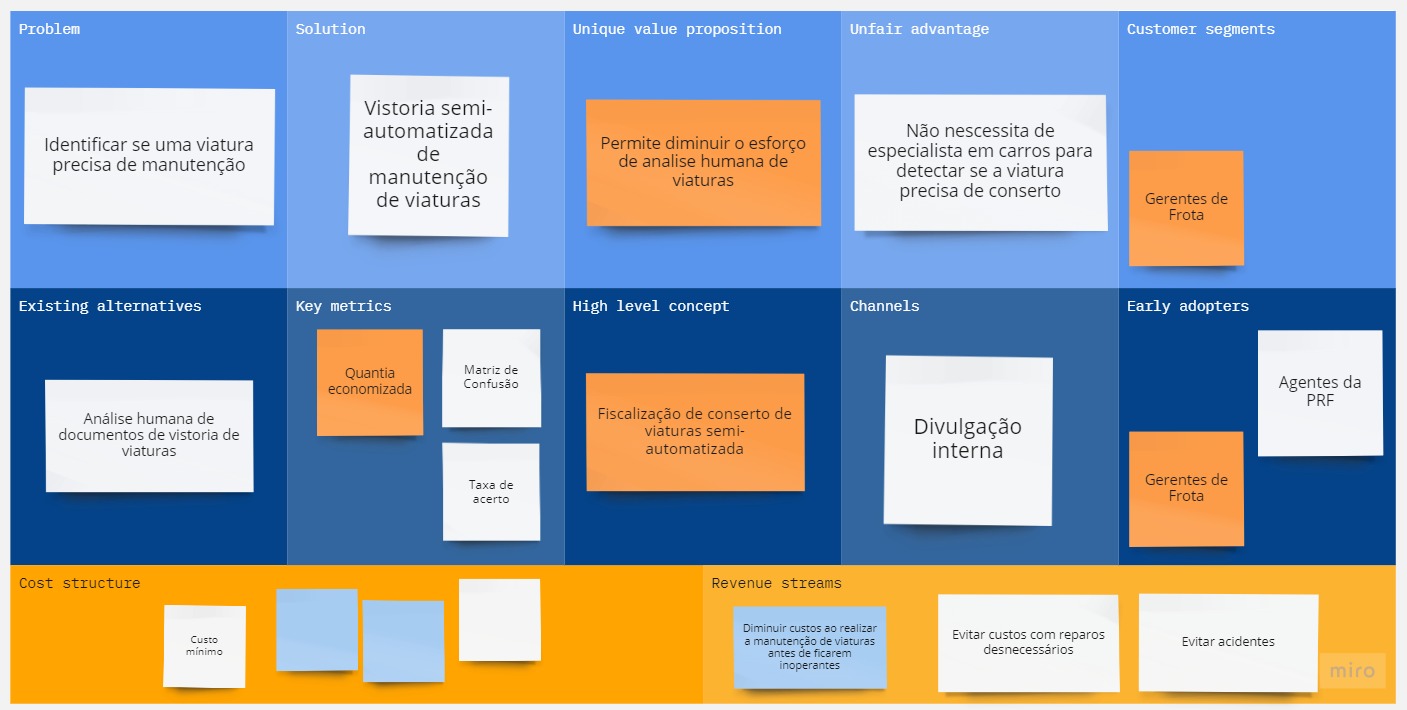 Problem
Identificar se uma viatura
precisa de manutenção
Solution
Vistoria semi-
automatizada
de
manutenção
de viaturas
Unique value proposition
Permite diminuir o esforço
de analise humana de
viaturas
Unfair advantage
Não nescessita de
especialista em carros para
detectar se a viatura
precisa de conserto
Customer segments
Gerentes de
Frota
Existing alternatives
Análise humana de
documentos de vistoria de
viaturas
Key metrics
Quantia
economizada
Matriz de
Confusão
Taxa de
acerto
High level concept
Fiscalização de conserto de
viaturas semi-
automatizada
Channels
Divulgação
interna
Early adopters
Agentes da
PRF
Gerentes de
Frota
Cost structure
Custo
mínimo
Revenue streams
Diminuir custos ao realizar
a manutenção de viaturas
antes de ficarem
inoperantes
Evitar custos com reparos
desnecessários
Evitar acidentes
miro